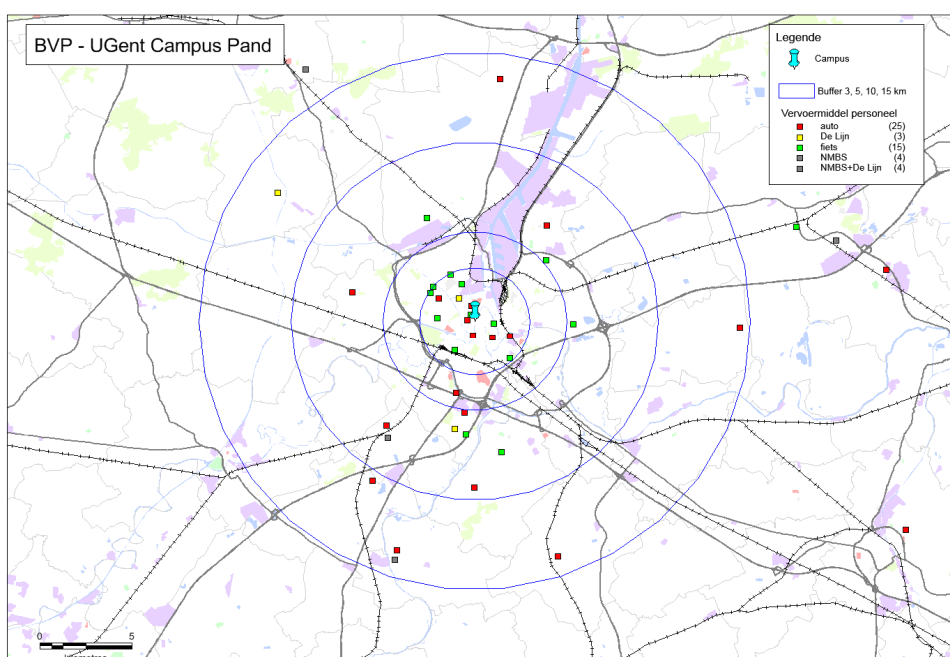 BVP - UGent Campus Pand
Legende
Campus
Buffer 3, 5, 10, 15 km
Vervoermiddel personeel
auto (25)
De Lijn (3)
fiets (15)
NMBS (4)
NMBS+De Lijn (4)
0 5